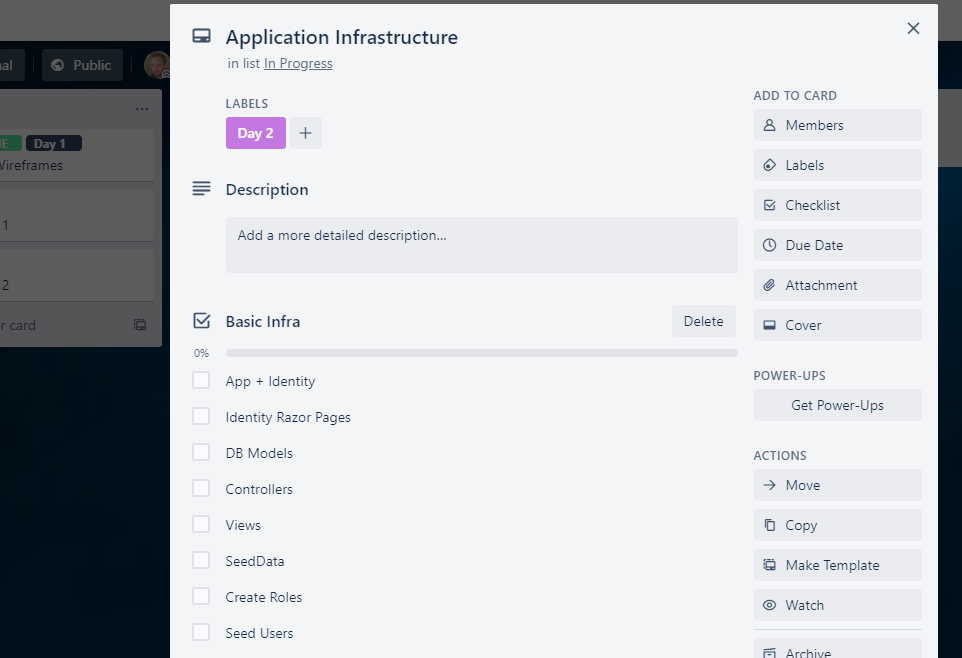 al
Public
E
Day 1
Wireframes
1
2
r card
Application Infrastructure
in list In Progress
LABELS
Day 2
+
Description
Add a more detailed description...
Basic Infra
Delete
0%
App + Identity
Identity Razor Pages
DB Models
Controllers
Views
SeedData
Create Roles
Seed Users
ADD TO CARD
Members
Labels
Checklist
Due Date
Attachment
Cover
POWER-UPS
Get Power-Ups
ACTIONS
Move
Copy
Make Template
Watch
Archive